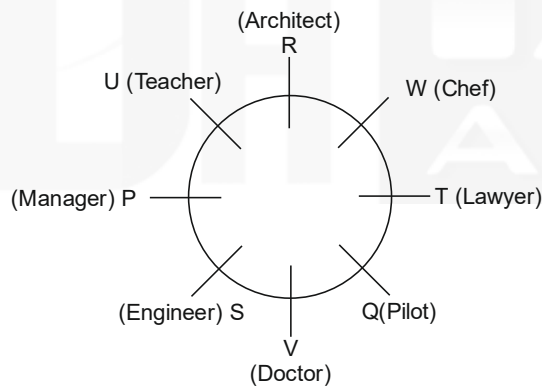 (Architect)
R
U (Teacher)
W (Chef)
(Manager) P
T (Lawyer)
(Engineer) S
Q(Pilot)
V
(Doctor)